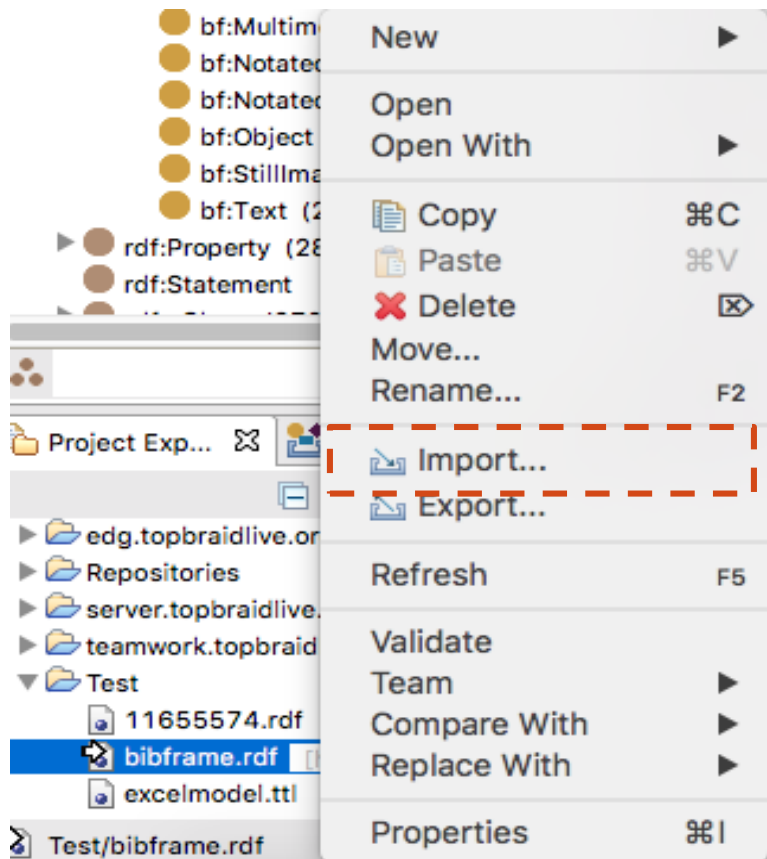 bf:Multim
bf:Notated
bf:Notated
bf:Object
bf:StillIma
bf:Text (2
rdf:Property (28
rdf:Statement
Project Exp...
edg.topbraidlive.or
Repositories
server.topbraidlive.
teamwork.topbraid
Test
11655574.rdf
bibframe.rdf
excelmodel.ttl
Test/bibframe.rdf
New
Open
Open With
Copy ⌘C
Paste ⌘V
Delete ⌦
Move...
Rename... F2
Import...
Export...
Refresh F5
Validate
Team
Compare With
Replace With
Properties ⌘I